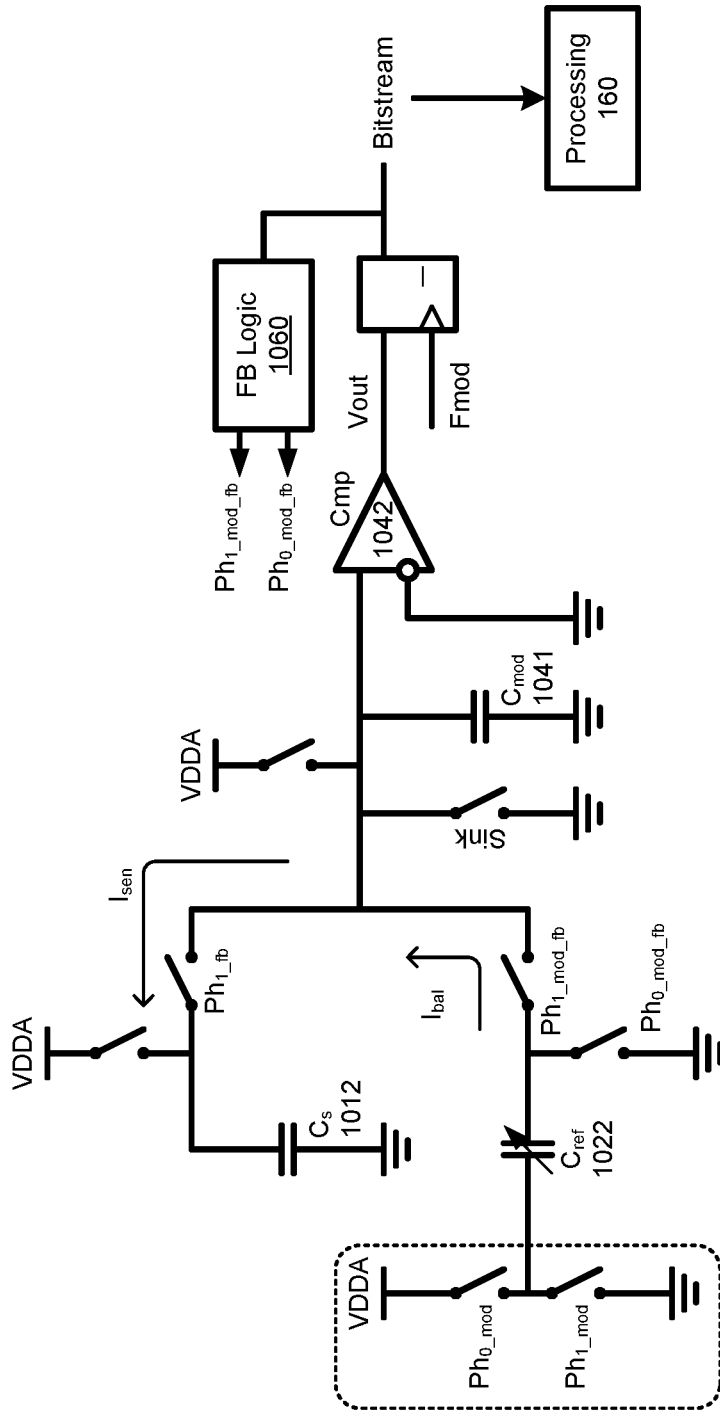 VDDA
Ph0_mod
Ph1_mod
VDDA
Cs
1012
Cref
1022
Ph1_fb
Isen
Ibal
Ph1_mod_fb
Ph0_mod_fb
VDDA
Sink
Cmod
1041
Cmp
1042
Vout
Fmod
Ph1_mod_fb
Ph0_mod_fb
FB Logic
1060
Bitstream
Processing
160